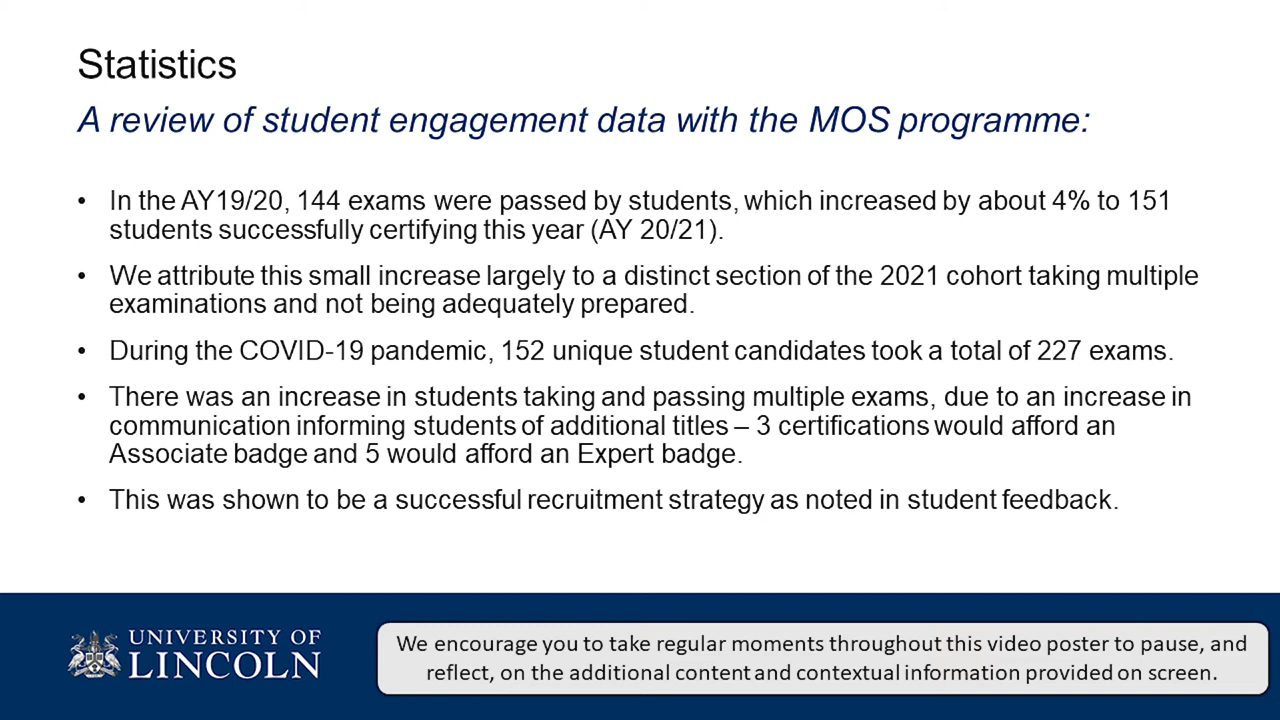 Statistics
A review of student engagement data with the MOS programme:
• In the AY19/20, 144 exams were passed by students, which increased by about 4% to 151
students successfully certifying this year (AY 20/21).
• We attribute this small increase largely to a distinct section of the 2021 cohort taking multiple
examinations and not being adequately prepared.
• During the COVID-19 pandemic, 152 unique student candidates took a total of 227 exams.
• There was an increase in students taking and passing multiple exams, due to an increase in
communication informing students of additional titles – 3 certifications would afford an
Associate badge and 5 would afford an Expert badge.
• This was shown to be a successful recruitment strategy as noted in student feedback.
UNIVERSITY OF
LINCOLN
We encourage you to take regular moments throughout this video poster to pause, and
reflect, on the additional content and contextual information provided on screen.